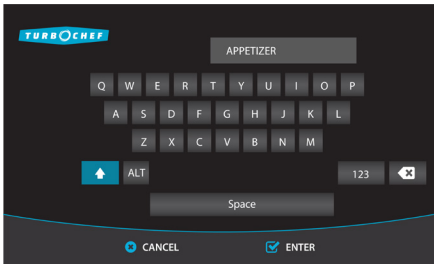 TURBOCHEF
APPETIZER
Q W E R T Y U I O P
A S D F G H J K L
Z X C V B N M
ALT 123
Space
CANCEL ENTER